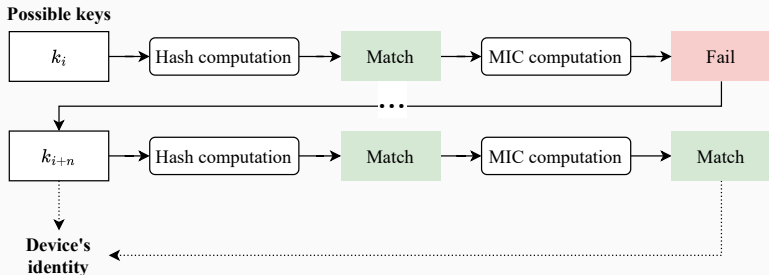 Possible keys
k_i Hash computation Match MIC computation Fail
...
k_{i+n} Hash computation Match MIC computation Match
Device's
identity